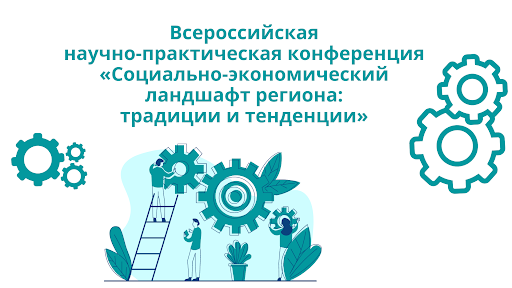 Всероссийская
научно-практическая конференция
«Социально-экономический
ландшафт региона:
традиции и тенденции»